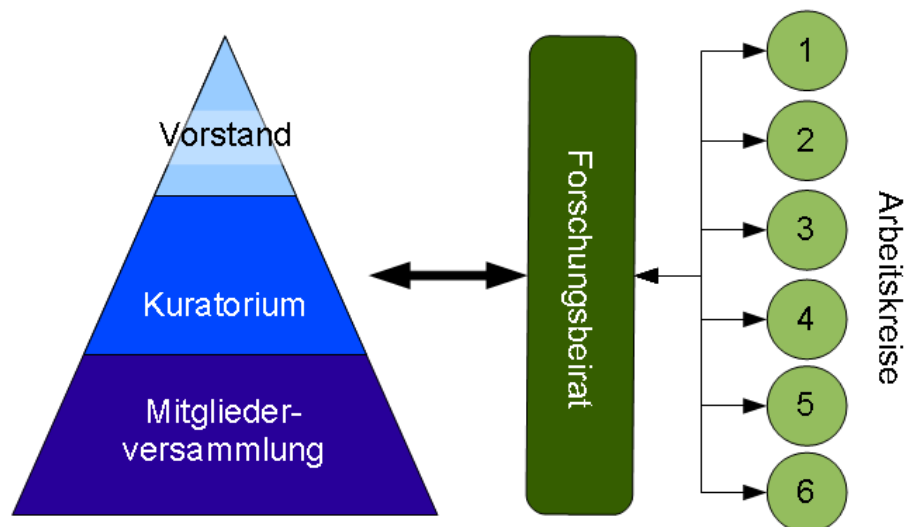 Vorstand
Kuratorium
Mitglieder-
versammlung
Forschungsbeirat
1
2
3
4
5
6
Arbeitskreise